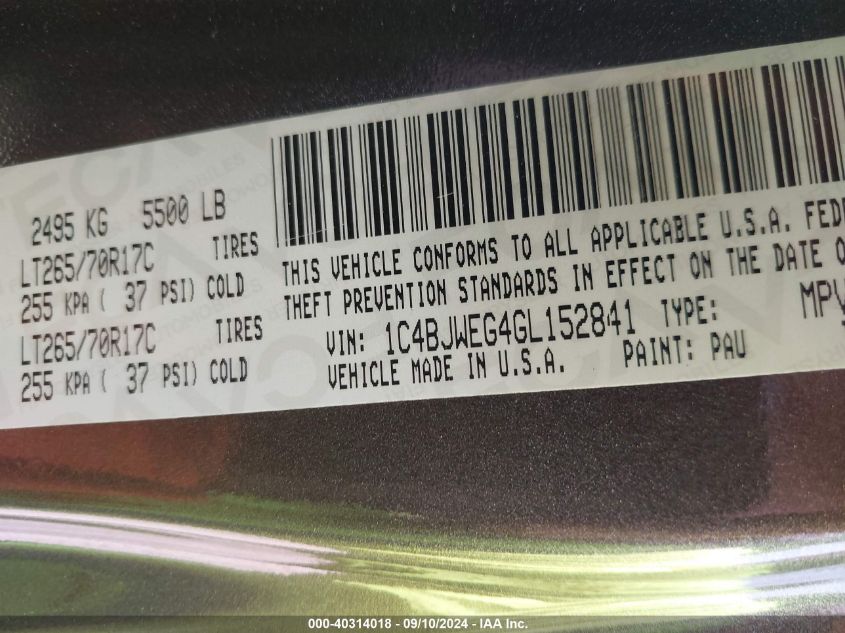 2495 KG 5500 LB
LT265/70R17C TIRES
255 KPA ( 37 PSI) COLD
LT265/70R17C TIRES
255 KPA ( 37 PSI) COLD
THIS VEHICLE CONFORMS TO ALL APPLICABLE U.S.A. FEDE
THEFT PREVENTION STANDARDS IN EFFECT ON THE DATE O
VIN: 1C4BJWEG4GL152841 TYPE: MPV
VEHICLE MADE IN U.S.A. PAINT: PAU
000-40314018 - 09/10/2024 - IAA Inc.